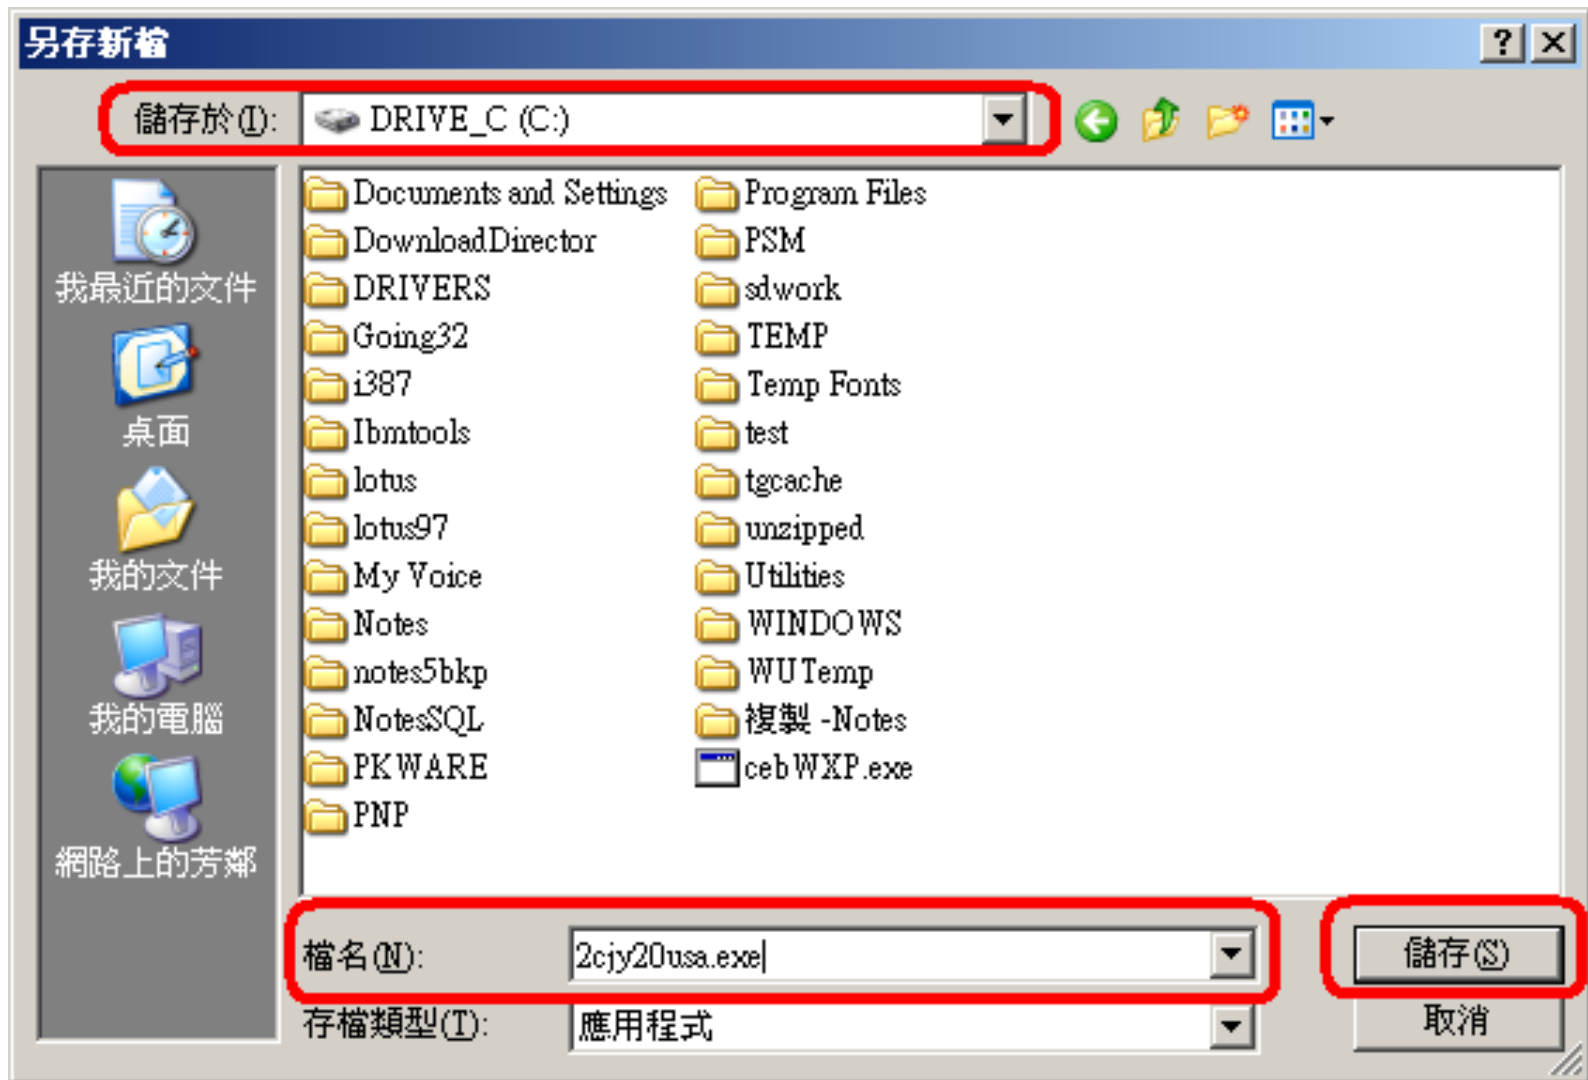 另存新檔
儲存於(I): DRIVE_C (C:)
我最近的文件
桌面
我的文件
我的電腦
網路上的芳鄰
Documents and Settings
DownloadDirector
DRIVERS
Going32
i387
Ibmtools
lotus
lotus97
My Voice
Notes
notes5bkp
NotesSQL
PKWARE
PNP
Program Files
PSM
sdwork
TEMP
Temp Fonts
test
tgcache
unzipped
Utilities
WINDOWS
WUTemp
複製 -Notes
cebWXP.exe
檔名(N): 2cjy20usa.exe
儲存(S)
存檔類型(T): 應用程式
取消